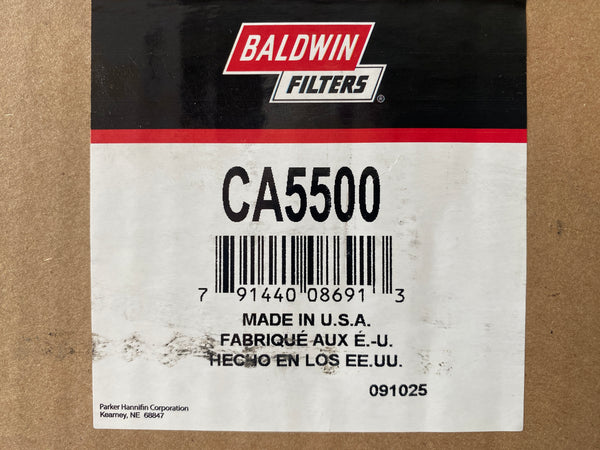 BALDWIN
FILTERS®
CA5500
7 91440 08691 3
MADE IN U.S.A.
FABRIQUÉ AUX É.-U.
HECHO EN LOS EE.UU.
091025
Parker Hannifin Corporation
Kearney, NE 68847